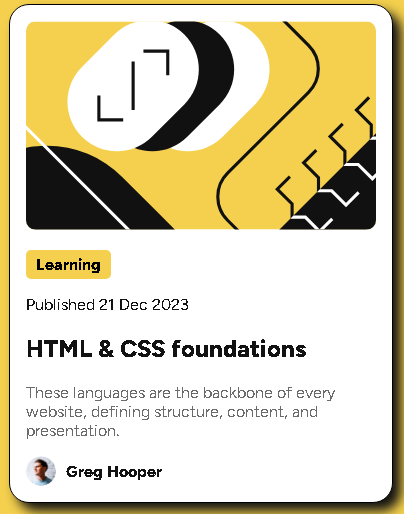 Learning
Published 21 Dec 2023
HTML & CSS foundations
These languages are the backbone of every
website, defining structure, content, and
presentation.
Greg Hooper